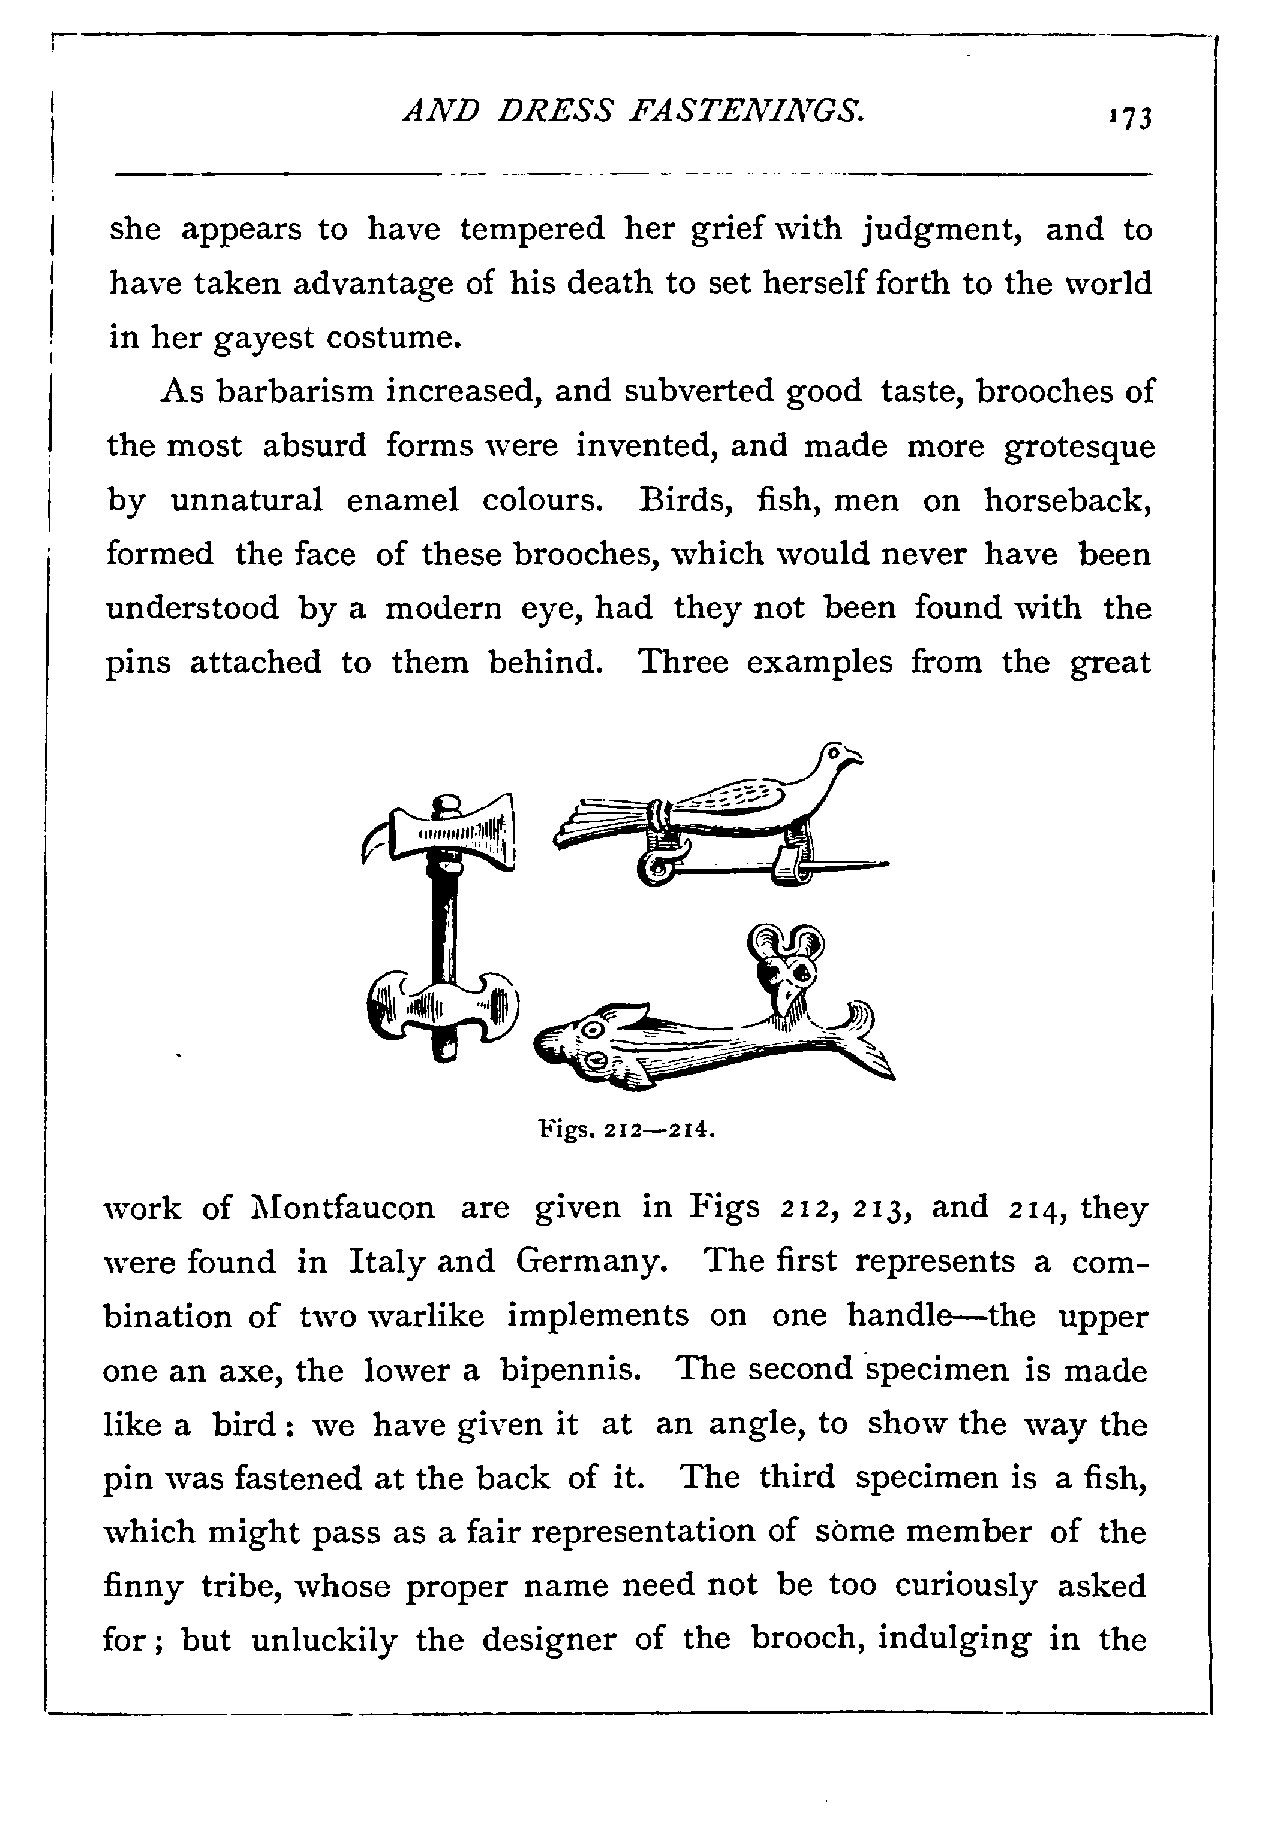 AND DRESS FASTENINGS. 173
she appears to have tempered her grief with judgment, and to
have taken advantage of his death to set herself forth to the world
in her gayest costume.
As barbarism increased, and subverted good taste, brooches of
the most absurd forms were invented, and made more grotesque
by unnatural enamel colours. Birds, fish, men on horseback,
formed the face of these brooches, which would never have been
understood by a modern eye, had they not been found with the
pins attached to them behind. Three examples from the great
Figs. 212—214.
work of Montfaucon are given in Figs 212, 213, and 214, they
were found in Italy and Germany. The first represents a com-
bination of two warlike implements on one handle—the upper
one an axe, the lower a bipennis. The second specimen is made
like a bird : we have given it at an angle, to show the way the
pin was fastened at the back of it. The third specimen is a fish,
which might pass as a fair representation of some member of the
finny tribe, whose proper name need not be too curiously asked
for ; but unluckily the designer of the brooch, indulging in the